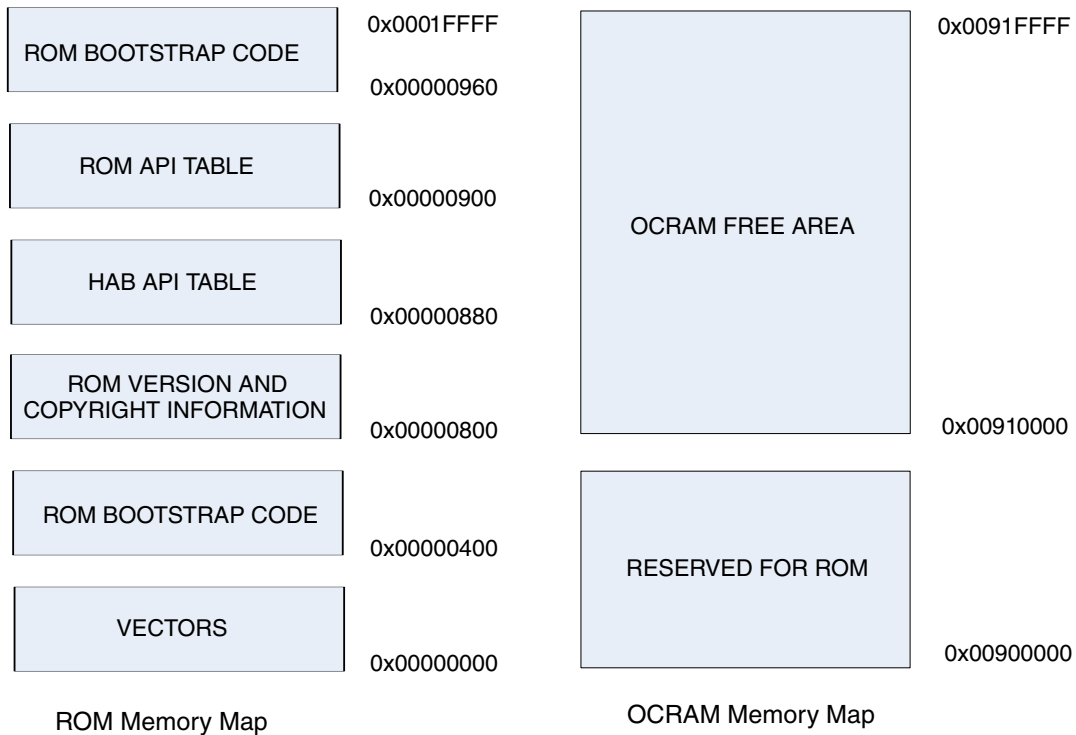 ROM BOOTSTRAP CODE
0x0001FFFF
0x00000960
ROM API TABLE
0x00000900
HAB API TABLE
0x00000880
ROM VERSION AND
COPYRIGHT INFORMATION
0x00000800
ROM BOOTSTRAP CODE
0x00000400
VECTORS
0x00000000
ROM Memory Map
0x0091FFFF
OCRAM FREE AREA
0x00910000
RESERVED FOR ROM
0x00900000
OCRAM Memory Map